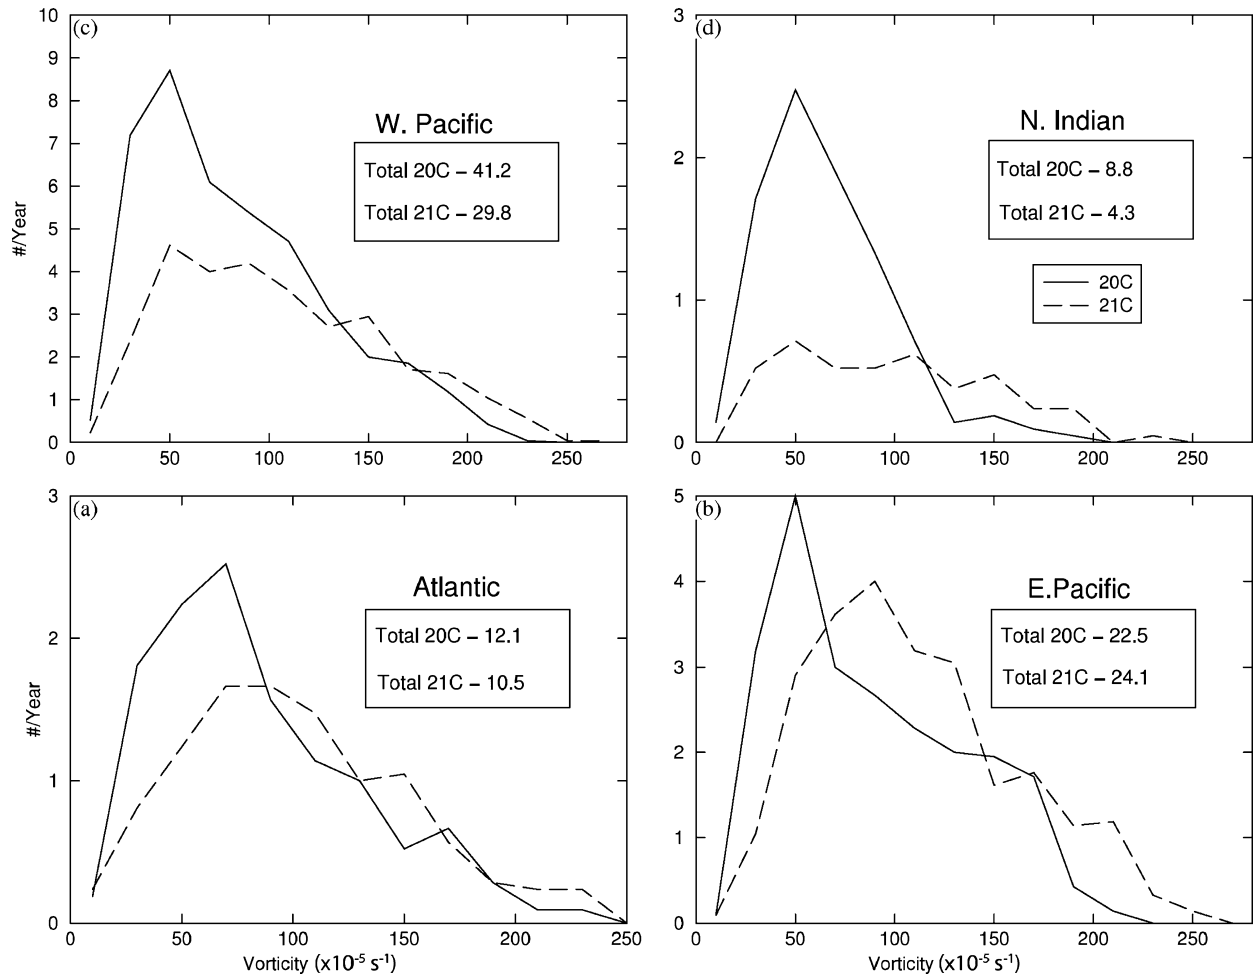 (c)
10
9
8
7
6
5
4
3
2
1
0
#/Year
W. Pacific
Total 20C – 41.2
Total 21C – 29.8
0 50 100 150 200 250
(d)
3
2
1
0
N. Indian
Total 20C – 8.8
Total 21C – 4.3
20C
21C
0 50 100 150 200 250
(a)
3
2
1
0
#/Year
Atlantic
Total 20C – 12.1
Total 21C – 10.5
0 50 100 150 200 250
Vorticity (x10⁻⁵ s⁻¹)
(b)
5
4
3
2
1
0
E.Pacific
Total 20C – 22.5
Total 21C – 24.1
0 50 100 150 200 250
Vorticity (x10⁻⁵ s⁻¹)